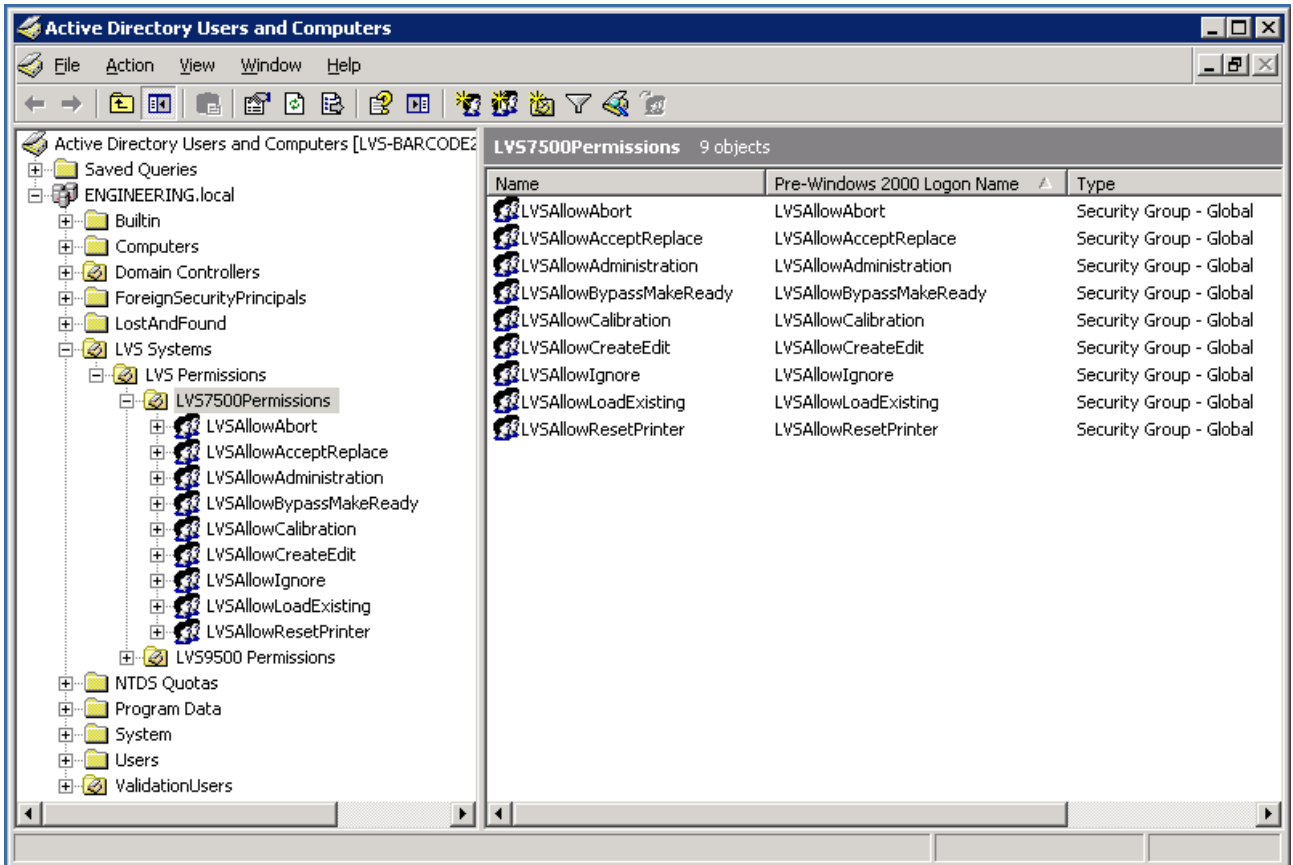 Active Directory Users and Computers
File Action View Window Help
Active Directory Users and Computers [LVS-BARCODE2
Saved Queries
ENGINEERING.local
Builtin
Computers
Domain Controllers
ForeignSecurityPrincipals
LostAndFound
LVS Systems
LVS Permissions
LVS7500Permissions
LVSAllowAbort
LVSAllowAcceptReplace
LVSAllowAdministration
LVSAllowBypassMakeReady
LVSAllowCalibration
LVSAllowCreateEdit
LVSAllowIgnore
LVSAllowLoadExisting
LVSAllowResetPrinter
LVS9500 Permissions
NTDS Quotas
Program Data
System
Users
ValidationUsers
LVS7500Permissions 9 objects
Name Pre-Windows 2000 Logon Name Type
LVSAllowAbort LVSAllowAbort Security Group - Global
LVSAllowAcceptReplace LVSAllowAcceptReplace Security Group - Global
LVSAllowAdministration LVSAllowAdministration Security Group - Global
LVSAllowBypassMakeReady LVSAllowBypassMakeReady Security Group - Global
LVSAllowCalibration LVSAllowCalibration Security Group - Global
LVSAllowCreateEdit LVSAllowCreateEdit Security Group - Global
LVSAllowIgnore LVSAllowIgnore Security Group - Global
LVSAllowLoadExisting LVSAllowLoadExisting Security Group - Global
LVSAllowResetPrinter LVSAllowResetPrinter Security Group - Global